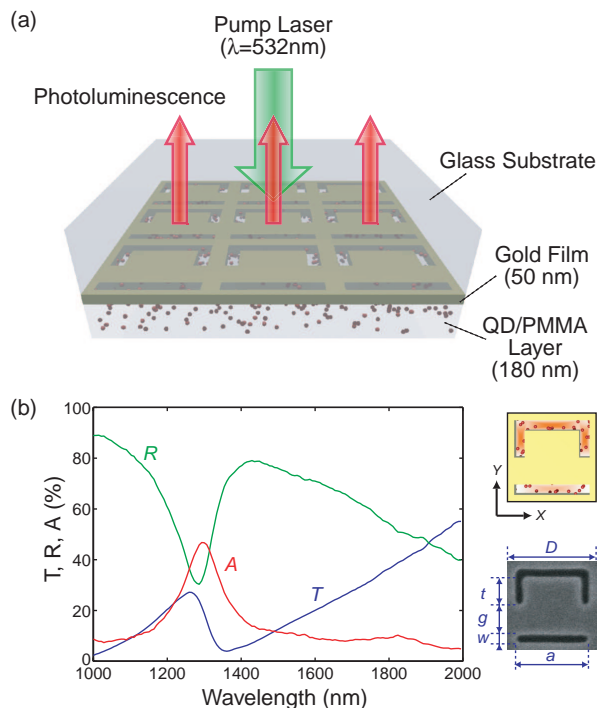 (a)
Pump Laser
(λ=532nm)
Photoluminescence
Glass Substrate
Gold Film
(50 nm)
QD/PMMA
Layer
(180 nm)
(b)
T, R, A (%)
100
80
60
40
20
0
1000 1200 1400 1600 1800 2000
Wavelength (nm)
R
A
T
Y
X
D
t
g
w
a